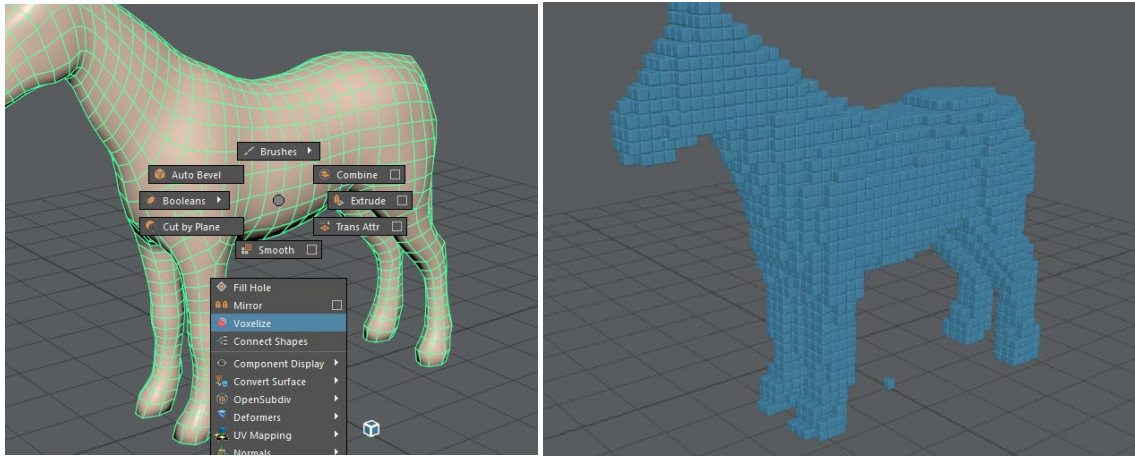 Brushes
Auto Bevel
Combine
Booleans
Extrude
Cut by Plane
Trans Attr
Smooth
Fill Hole
Mirror
Voxelize
Connect Shapes
Component Display
Convert Surface
OpenSubdiv
Deformers
UV Mapping
Normals